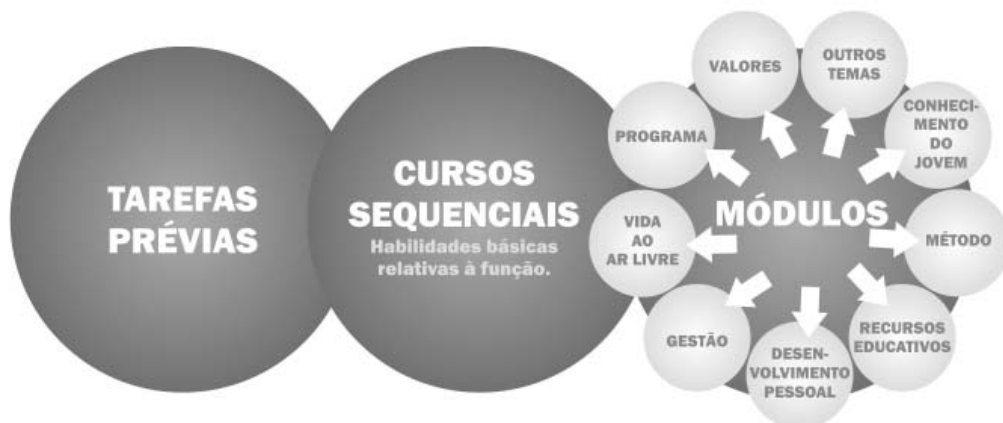 TAREFAS
PRÉVIAS
CURSOS
SEQUENCIAIS
Habilidades básicas
relativas à função.
MÓDULOS
VALORES
OUTROS
TEMAS
CONHECI-
MENTO
DO
JOVEM
MÉTODO
RECURSOS
EDUCATIVOS
DESEN-
VOLVIMENTO
PESSOAL
GESTÃO
VIDA
AO
AR LIVRE
PROGRAMA